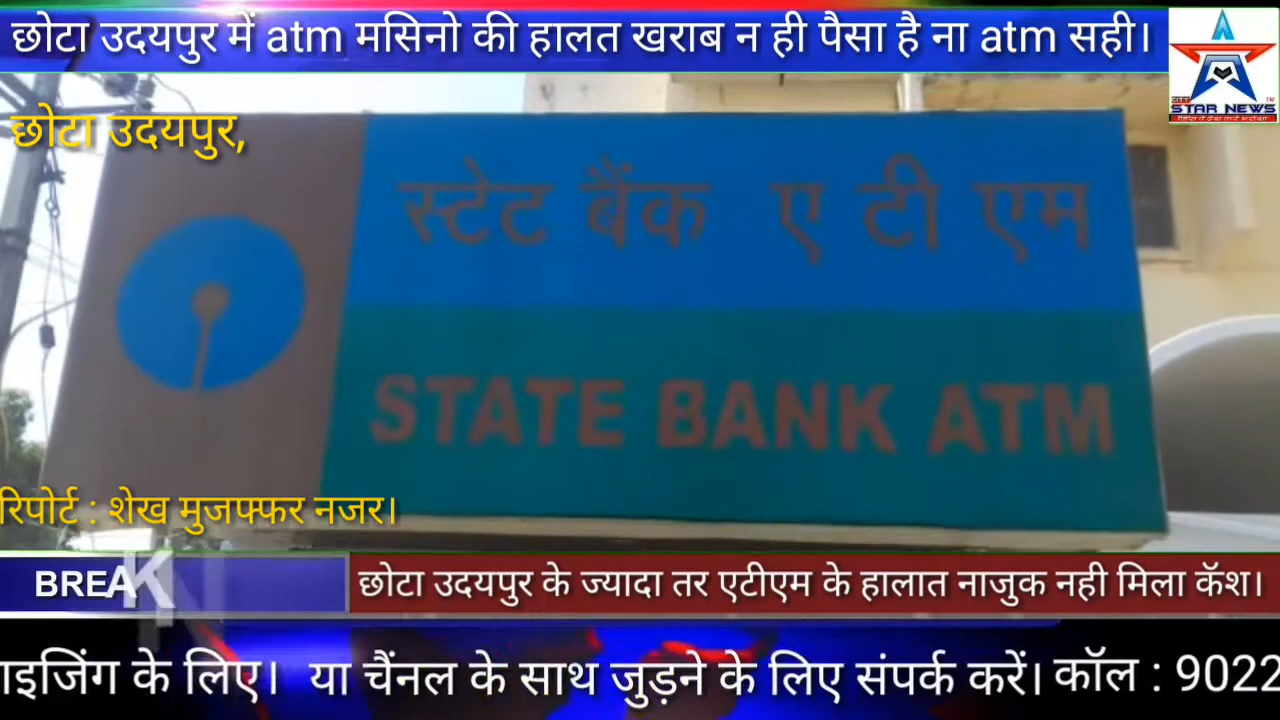 छोटा उदयपुर में atm मसिनो की हालत खराब न ही पैसा है ना atm सही।
STAR NEWS
छोटा उदयपुर,
स्टेट बैंक ए टी एम
STATE BANK ATM
रिपोर्ट : शेख मुजफ्फर नजर।
BREAK
छोटा उदयपुर के ज्यादा तर एटीएम के हालात नाजुक नही मिला कॅश।
इजिंग के लिए। या चैंनल के साथ जुड़ने के लिए संपर्क करें। कॉल : 9022